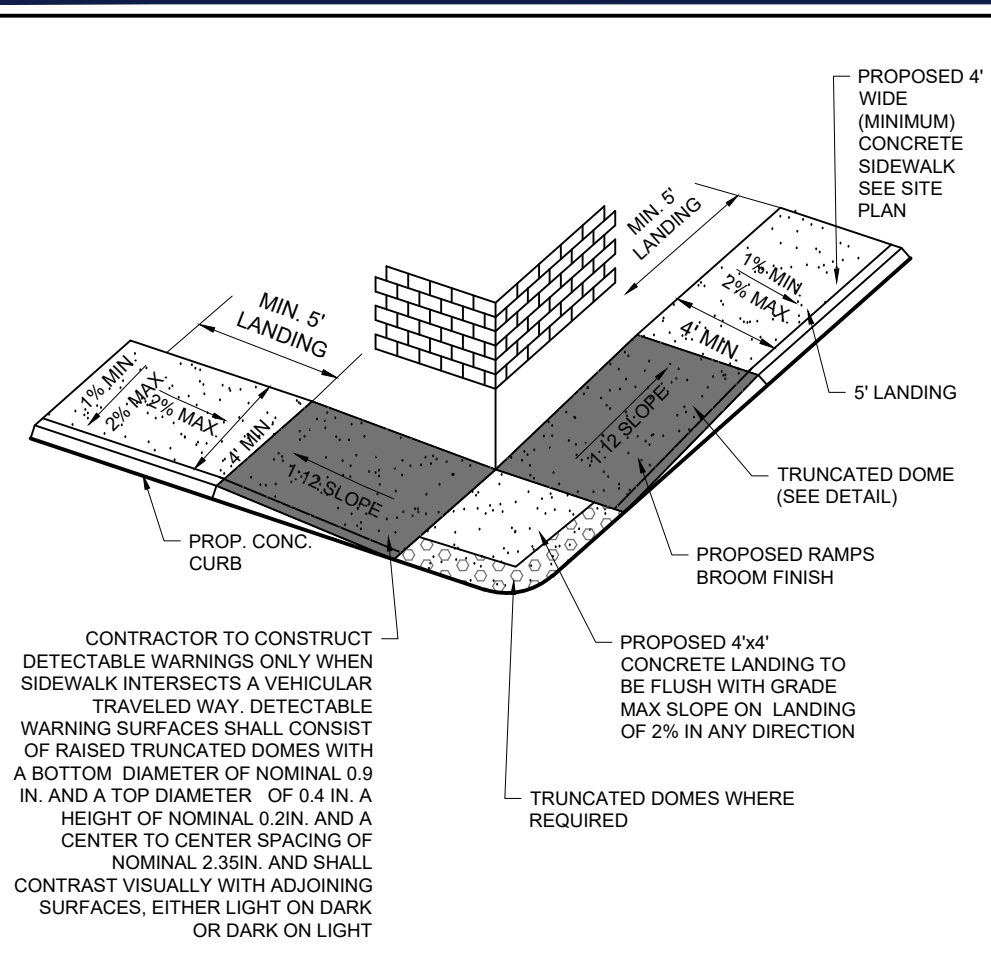 PROPOSED 4'
WIDE
(MINIMUM)
CONCRETE
SIDEWALK
SEE SITE
PLAN
MIN. 5'
LANDING
1% MIN.
2% MAX.
4' MIN.
5' LANDING
MIN. 5'
LANDING
1% MIN.
2% MAX.
2% MAX.
4' MIN.
1:12 SLOPE
1:12 SLOPE
TRUNCATED DOME
(SEE DETAIL)
PROP. CONC.
CURB
PROPOSED RAMPS
BROOM FINISH
CONTRACTOR TO CONSTRUCT
DETECTABLE WARNINGS ONLY WHEN
SIDEWALK INTERSECTS A VEHICULAR
TRAVELED WAY. DETECTABLE
WARNING SURFACES SHALL CONSIST
OF RAISED TRUNCATED DOMES WITH
A BOTTOM DIAMETER OF NOMINAL 0.9
IN. AND A TOP DIAMETER OF 0.4 IN. A
HEIGHT OF NOMINAL 0.2IN. AND A
CENTER TO CENTER SPACING OF
NOMINAL 2.35IN. AND SHALL
CONTRAST VISUALLY WITH ADJOINING
SURFACES, EITHER LIGHT ON DARK
OR DARK ON LIGHT
PROPOSED 4'x4'
CONCRETE LANDING TO
BE FLUSH WITH GRADE
MAX SLOPE ON LANDING
OF 2% IN ANY DIRECTION
TRUNCATED DOMES WHERE
REQUIRED